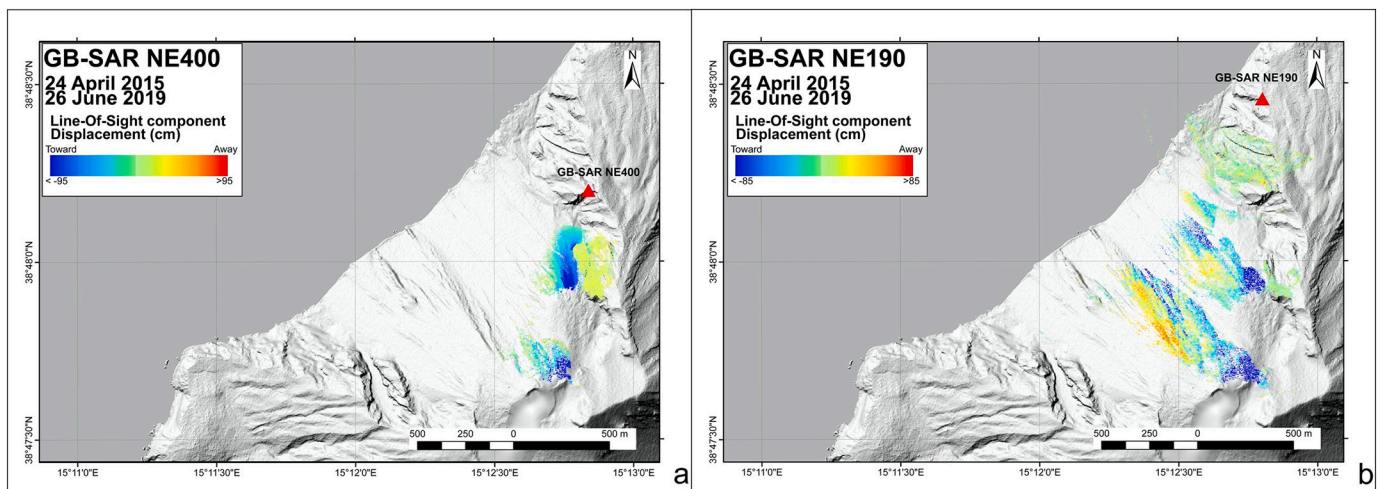 GB-SAR NE400
24 April 2015
26 June 2019
Line-Of-Sight component
Displacement (cm)
Toward Away
< -95 >95
N
GB-SAR NE400
38°48'30"N
38°48'0"N
38°47'30"N
500 250 0 500 m
15°11'0"E 15°11'30"E 15°12'0"E 15°12'30"E 15°13'0"E
a
GB-SAR NE190
24 April 2015
26 June 2019
Line-Of-Sight component
Displacement (cm)
Toward Away
< -85 >85
N
GB-SAR NE190
38°48'30"N
38°48'0"N
38°47'30"N
500 250 0 500 m
15°11'0"E 15°11'30"E 15°12'0"E 15°12'30"E 15°13'0"E
b